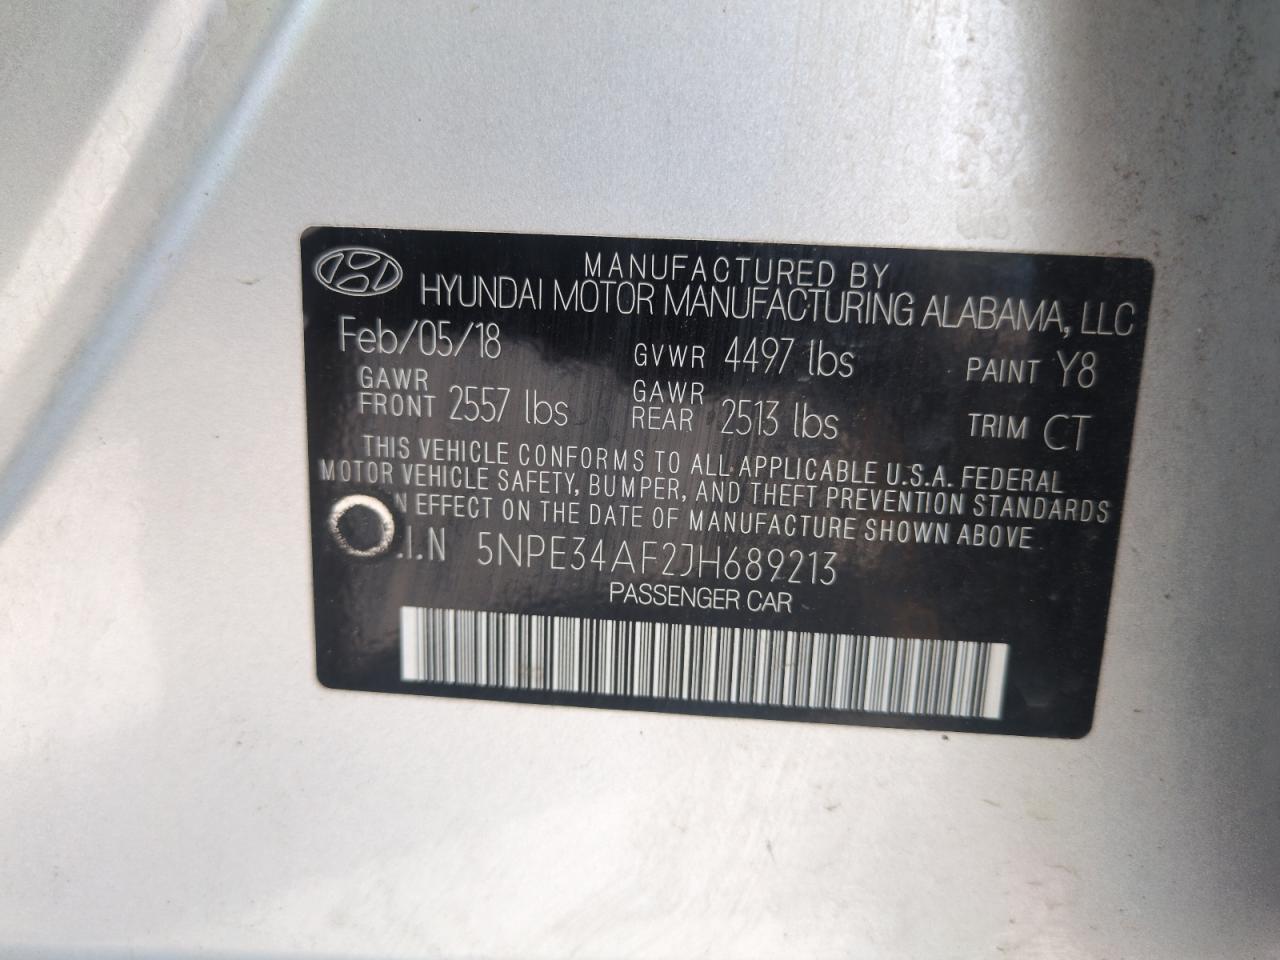 MANUFACTURED BY
HYUNDAI MOTOR MANUFACTURING ALABAMA, LLC
Feb/05/18 GVWR 4497 lbs PAINT Y8
GAWR FRONT 2557 lbs GAWR REAR 2513 lbs TRIM CT
THIS VEHICLE CONFORMS TO ALL APPLICABLE U.S.A. FEDERAL
MOTOR VEHICLE SAFETY, BUMPER, AND THEFT PREVENTION STANDARDS
N EFFECT ON THE DATE OF MANUFACTURE SHOWN ABOVE
.I.N 5NPE34AF2JH689213
PASSENGER CAR